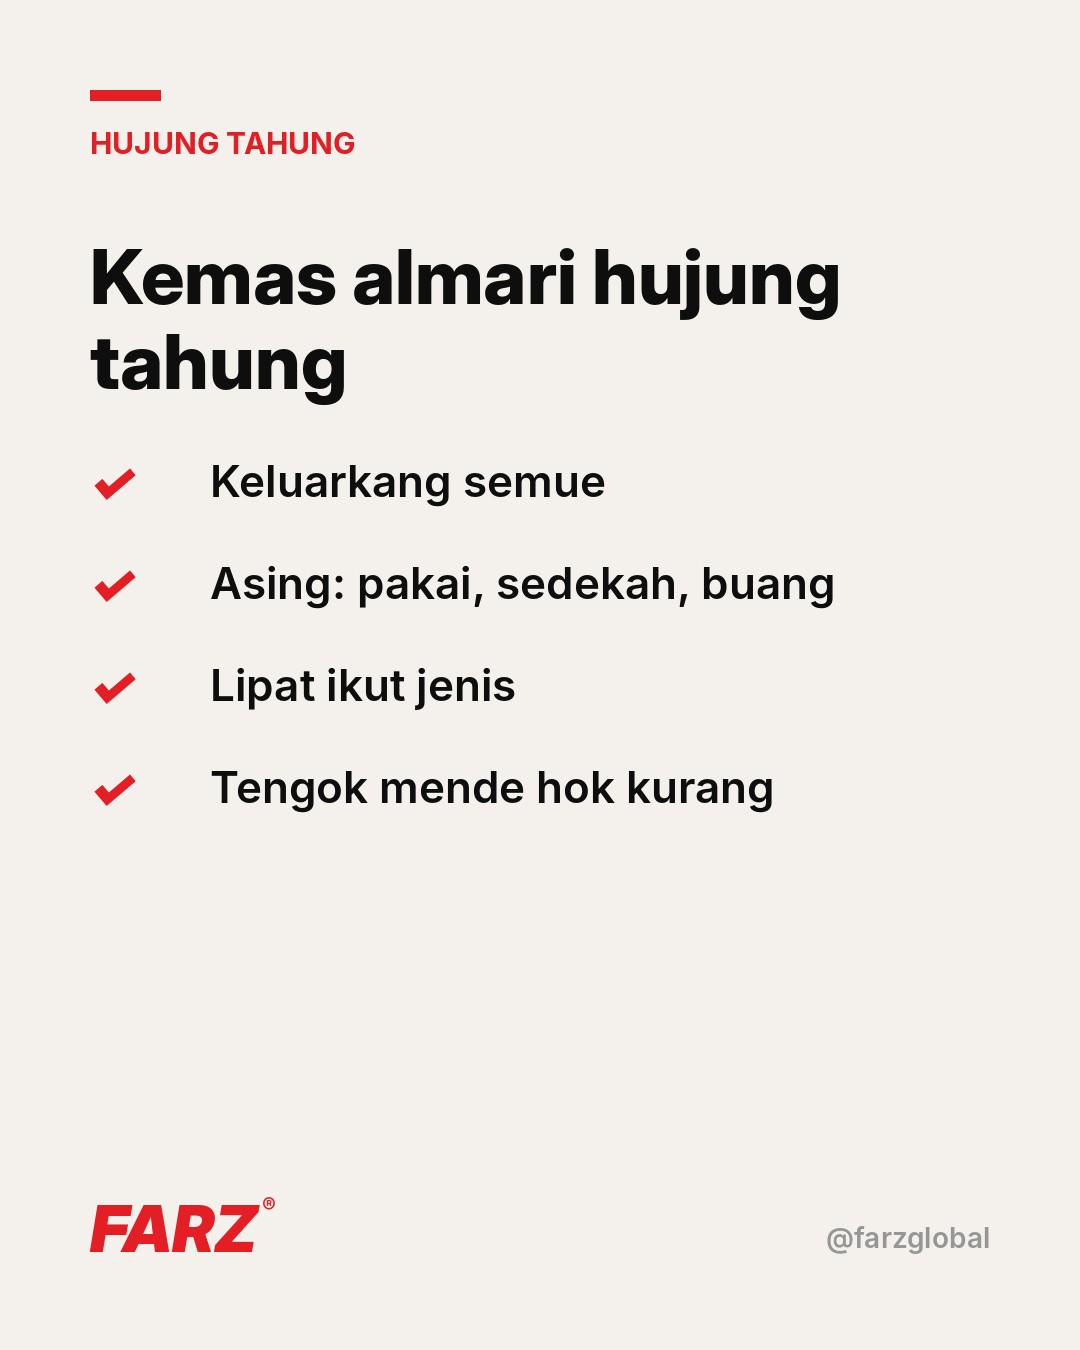 HUJUNG TAHUNG
Kemas almari hujung
tahung
Keluarkang semue
Asing: pakai, sedekah, buang
Lipat ikut jenis
Tengok mende hok kurang
FARZ®
@farzglobal